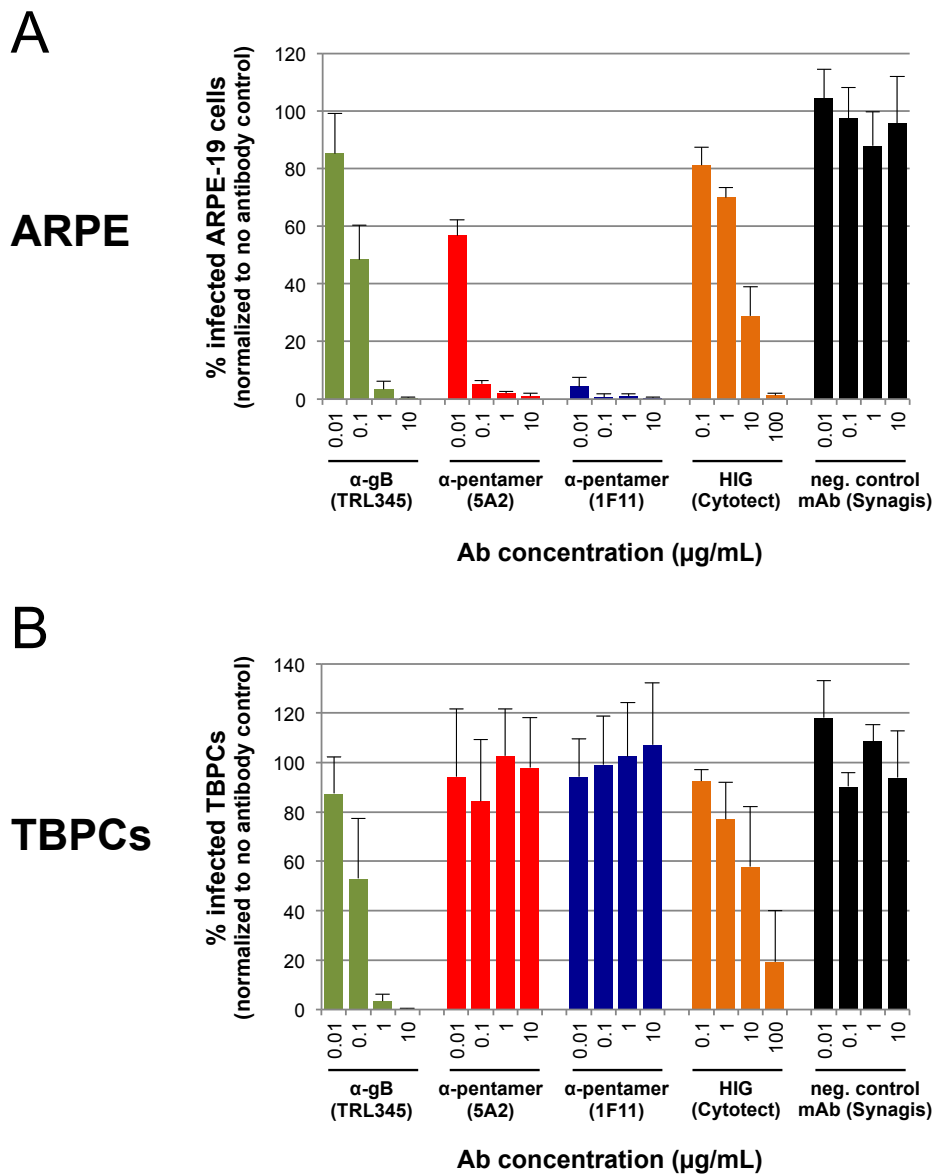 A
ARPE
% infected ARPE-19 cells
(normalized to no antibody control)
120
100
80
60
40
20
0
0.01 0.1 1 10 0.01 0.1 1 10 0.01 0.1 1 10 0.1 1 10 100 0.01 0.1 1 10
α-gB α-pentamer α-pentamer HIG neg. control
(TRL345) (5A2) (1F11) (Cytotect) mAb (Synagis)
Ab concentration (µg/mL)
B
TBPCs
% infected TBPCs
(normalized to no antibody control)
140
120
100
80
60
40
20
0
0.01 0.1 1 10 0.01 0.1 1 10 0.01 0.1 1 10 0.1 1 10 100 0.01 0.1 1 10
α-gB α-pentamer α-pentamer HIG neg. control
(TRL345) (5A2) (1F11) (Cytotect) mAb (Synagis)
Ab concentration (µg/mL)